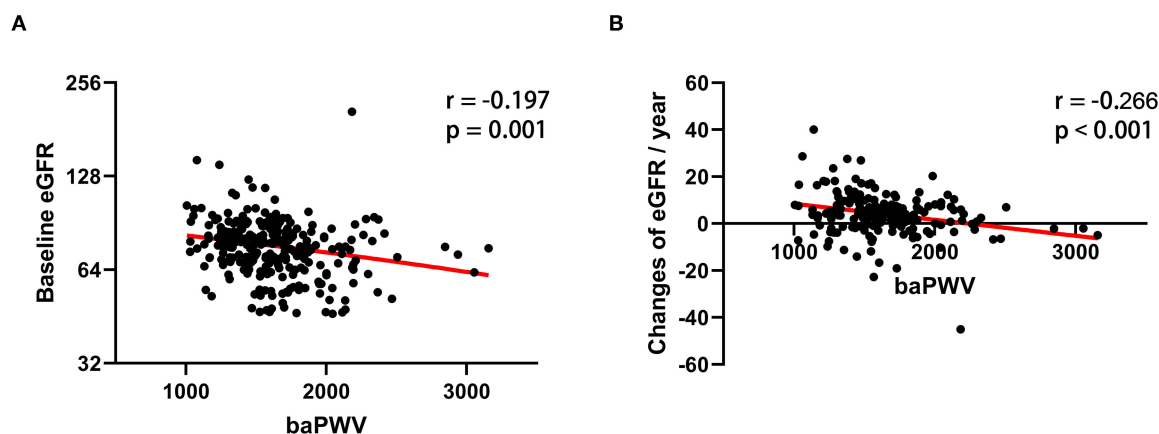 A
256
128
64
32
Baseline eGFR
r = -0.197
p = 0.001
1000 2000 3000
baPWV
B
60
40
20
0
-20
-40
-60
Changes of eGFR / year
r = -0.266
p < 0.001
1000 2000 3000
baPWV